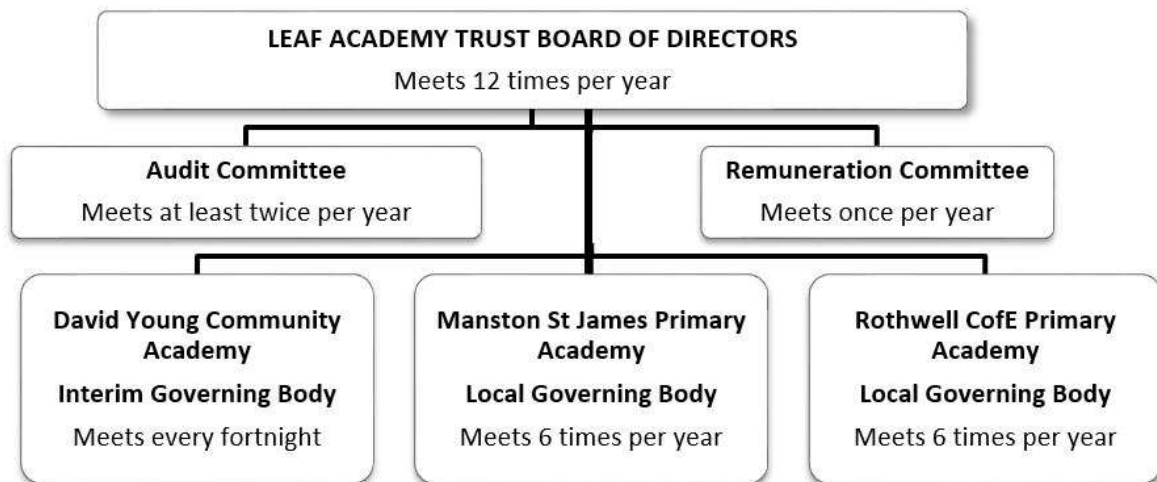 LEAF ACADEMY TRUST BOARD OF DIRECTORS
Meets 12 times per year
Audit Committee
Meets at least twice per year
Remuneration Committee
Meets once per year
David Young Community
Academy
Interim Governing Body
Meets every fortnight
Manston St James Primary
Academy
Local Governing Body
Meets 6 times per year
Rothwell CofE Primary
Academy
Local Governing Body
Meets 6 times per year